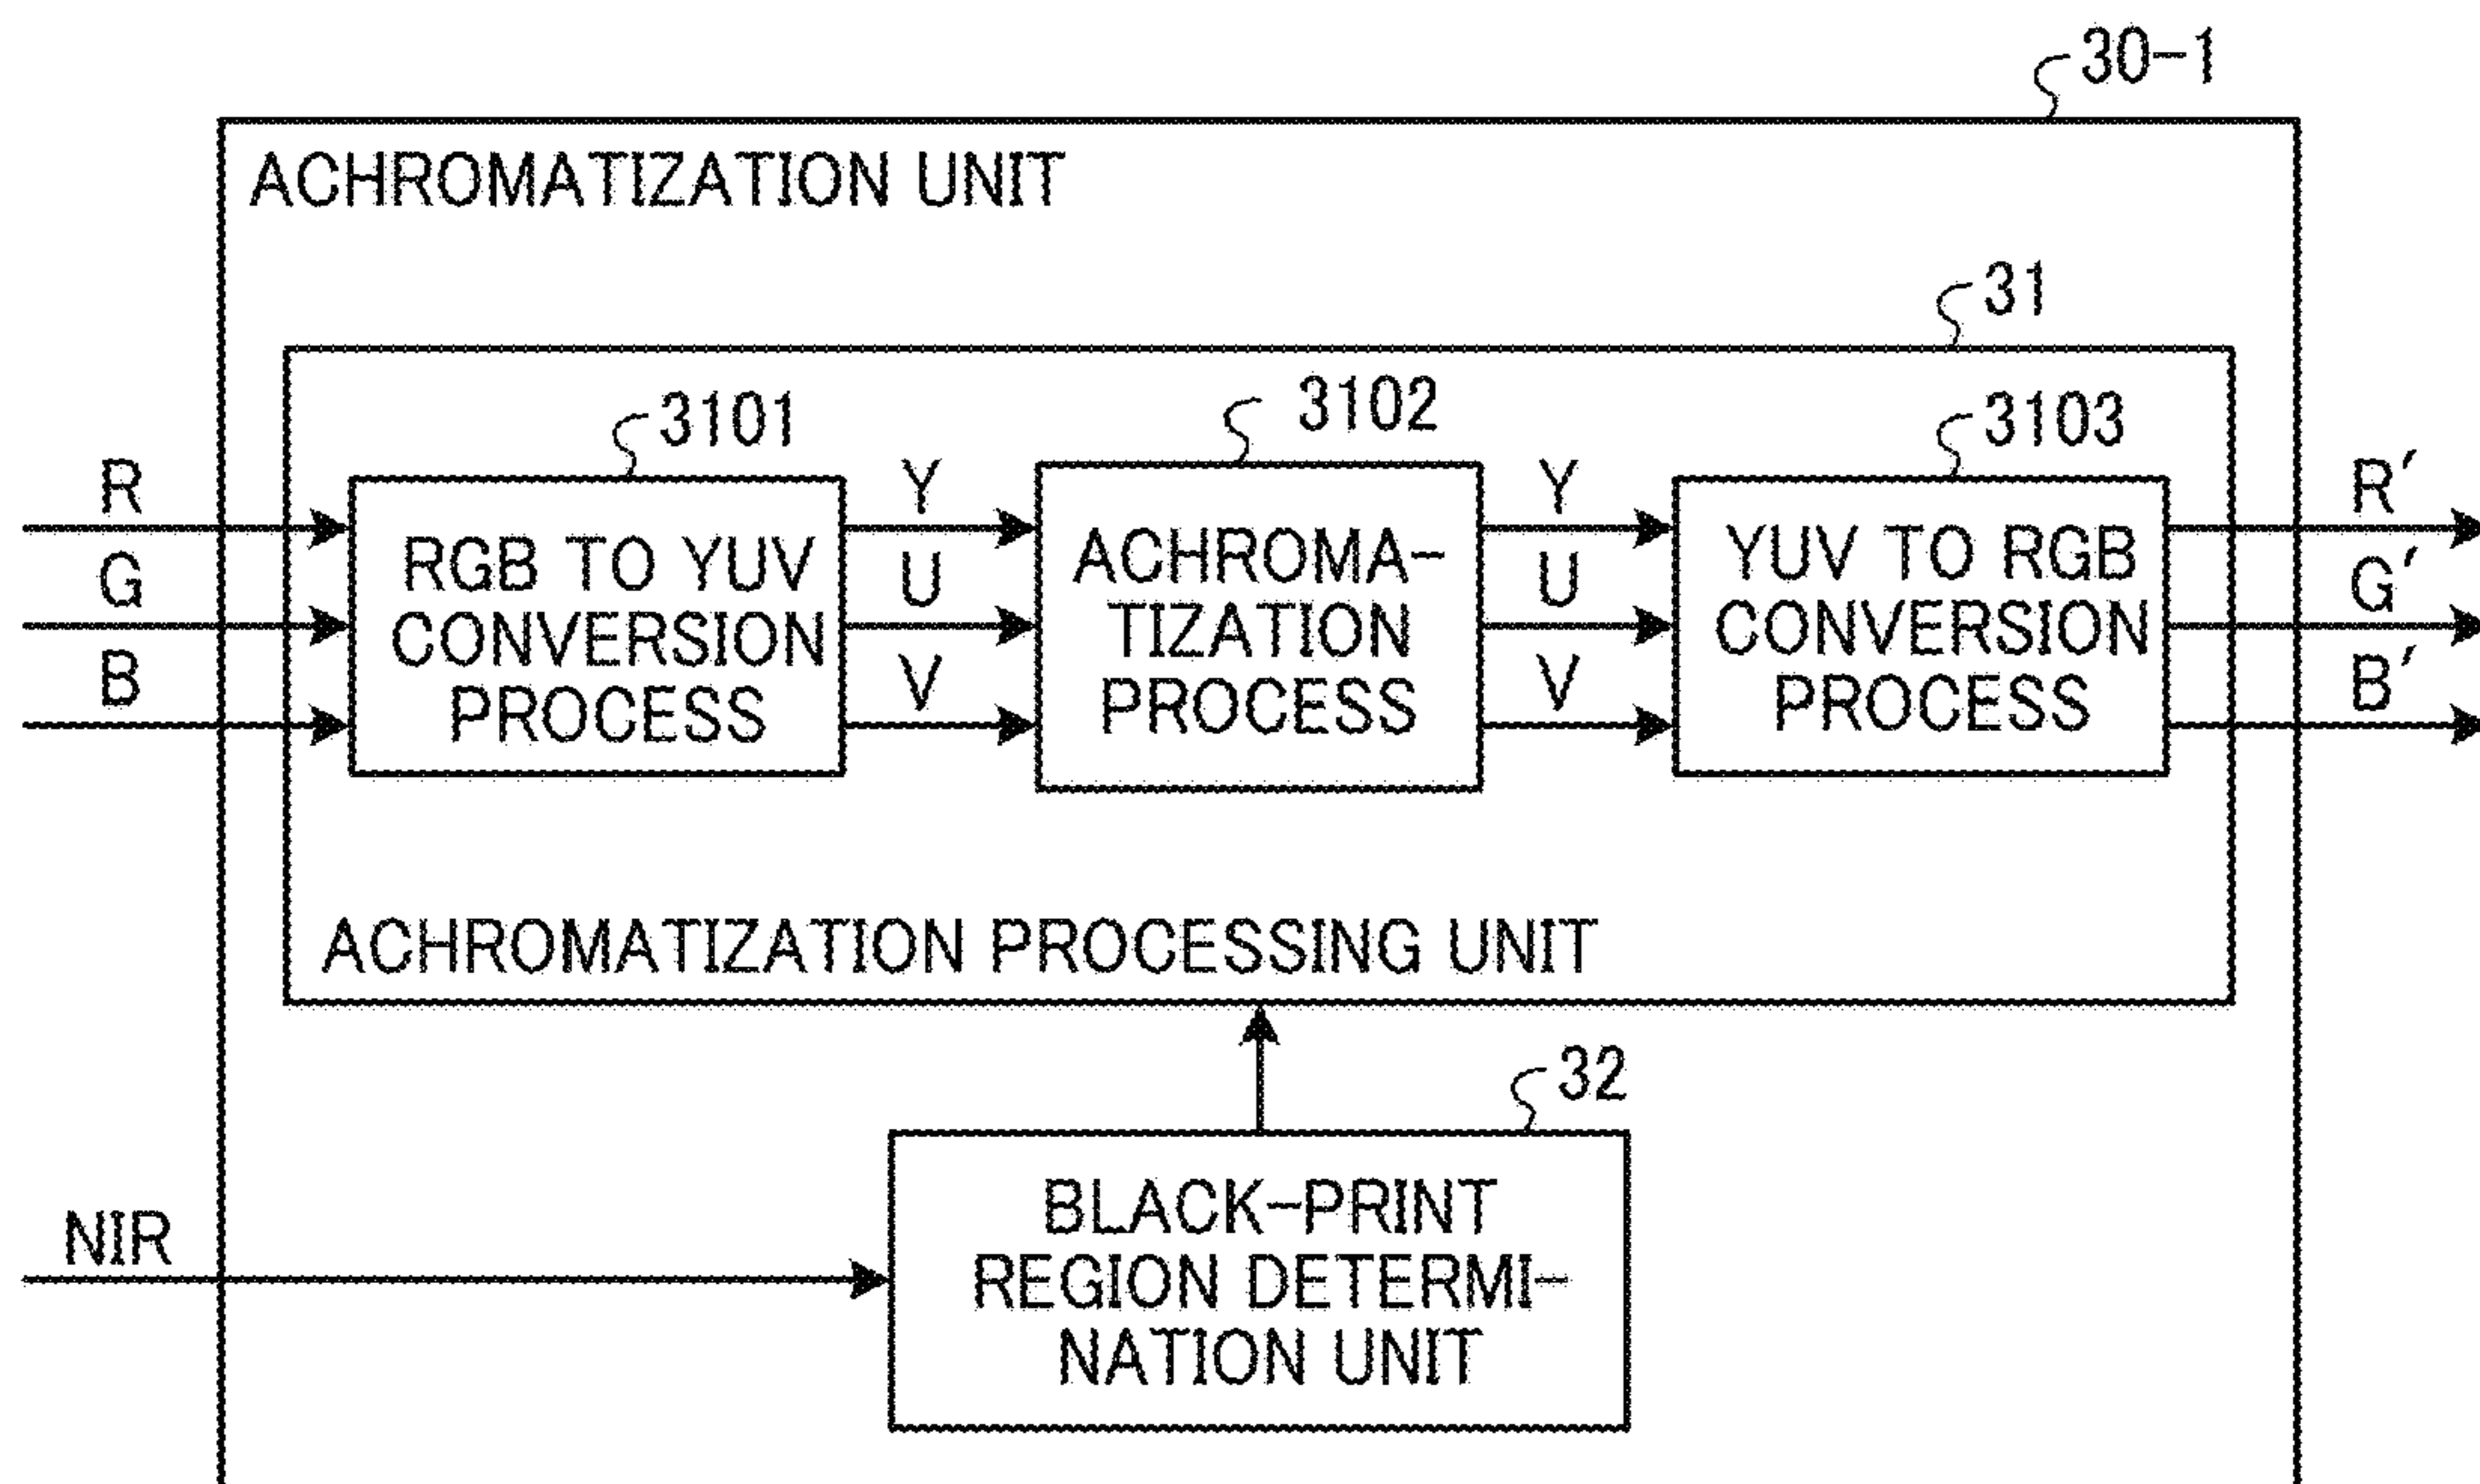 30-1
ACHROMATIZATION UNIT
31
3101
3102
3103
R
G
B
RGB TO YUV
CONVERSION
PROCESS
Y
U
V
ACHROMA-
TIZATION
PROCESS
Y
U
V
YUV TO RGB
CONVERSION
PROCESS
R′
G′
B′
ACHROMATIZATION PROCESSING UNIT
32
NIR
BLACK-PRINT
REGION DETERMI-
NATION UNIT